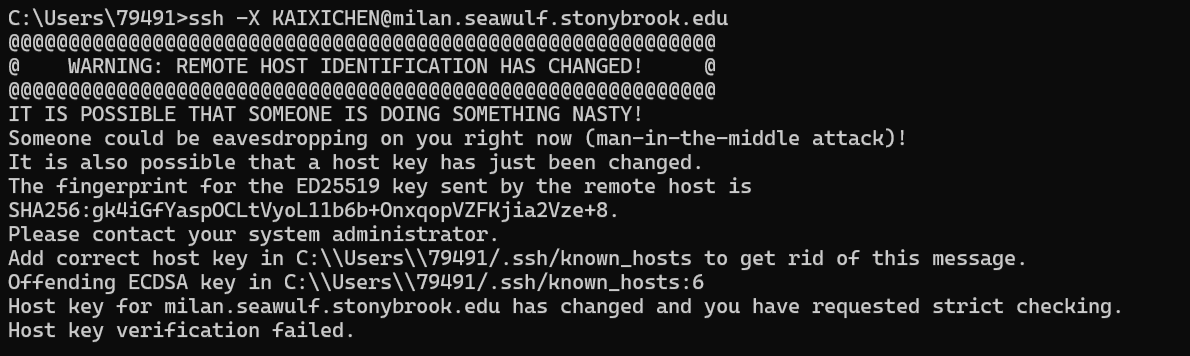 C:\Users\79491>ssh -X KAIXICHEN@milan.seawulf.stonybrook.edu
@@@@@@@@@@@@@@@@@@@@@@@@@@@@@@@@@@@@@@@@@@@@@@@@@@@@@@@@@@@
@    WARNING: REMOTE HOST IDENTIFICATION HAS CHANGED!     @
@@@@@@@@@@@@@@@@@@@@@@@@@@@@@@@@@@@@@@@@@@@@@@@@@@@@@@@@@@@
IT IS POSSIBLE THAT SOMEONE IS DOING SOMETHING NASTY!
Someone could be eavesdropping on you right now (man-in-the-middle attack)!
It is also possible that a host key has just been changed.
The fingerprint for the ED25519 key sent by the remote host is
SHA256:gk4iGfYaspOCLtVyoL11b6b+OnxqopVZFKjia2Vze+8.
Please contact your system administrator.
Add correct host key in C:\\Users\\79491/.ssh/known_hosts to get rid of this message.
Offending ECDSA key in C:\\Users\\79491/.ssh/known_hosts:6
Host key for milan.seawulf.stonybrook.edu has changed and you have requested strict checking.
Host key verification failed.